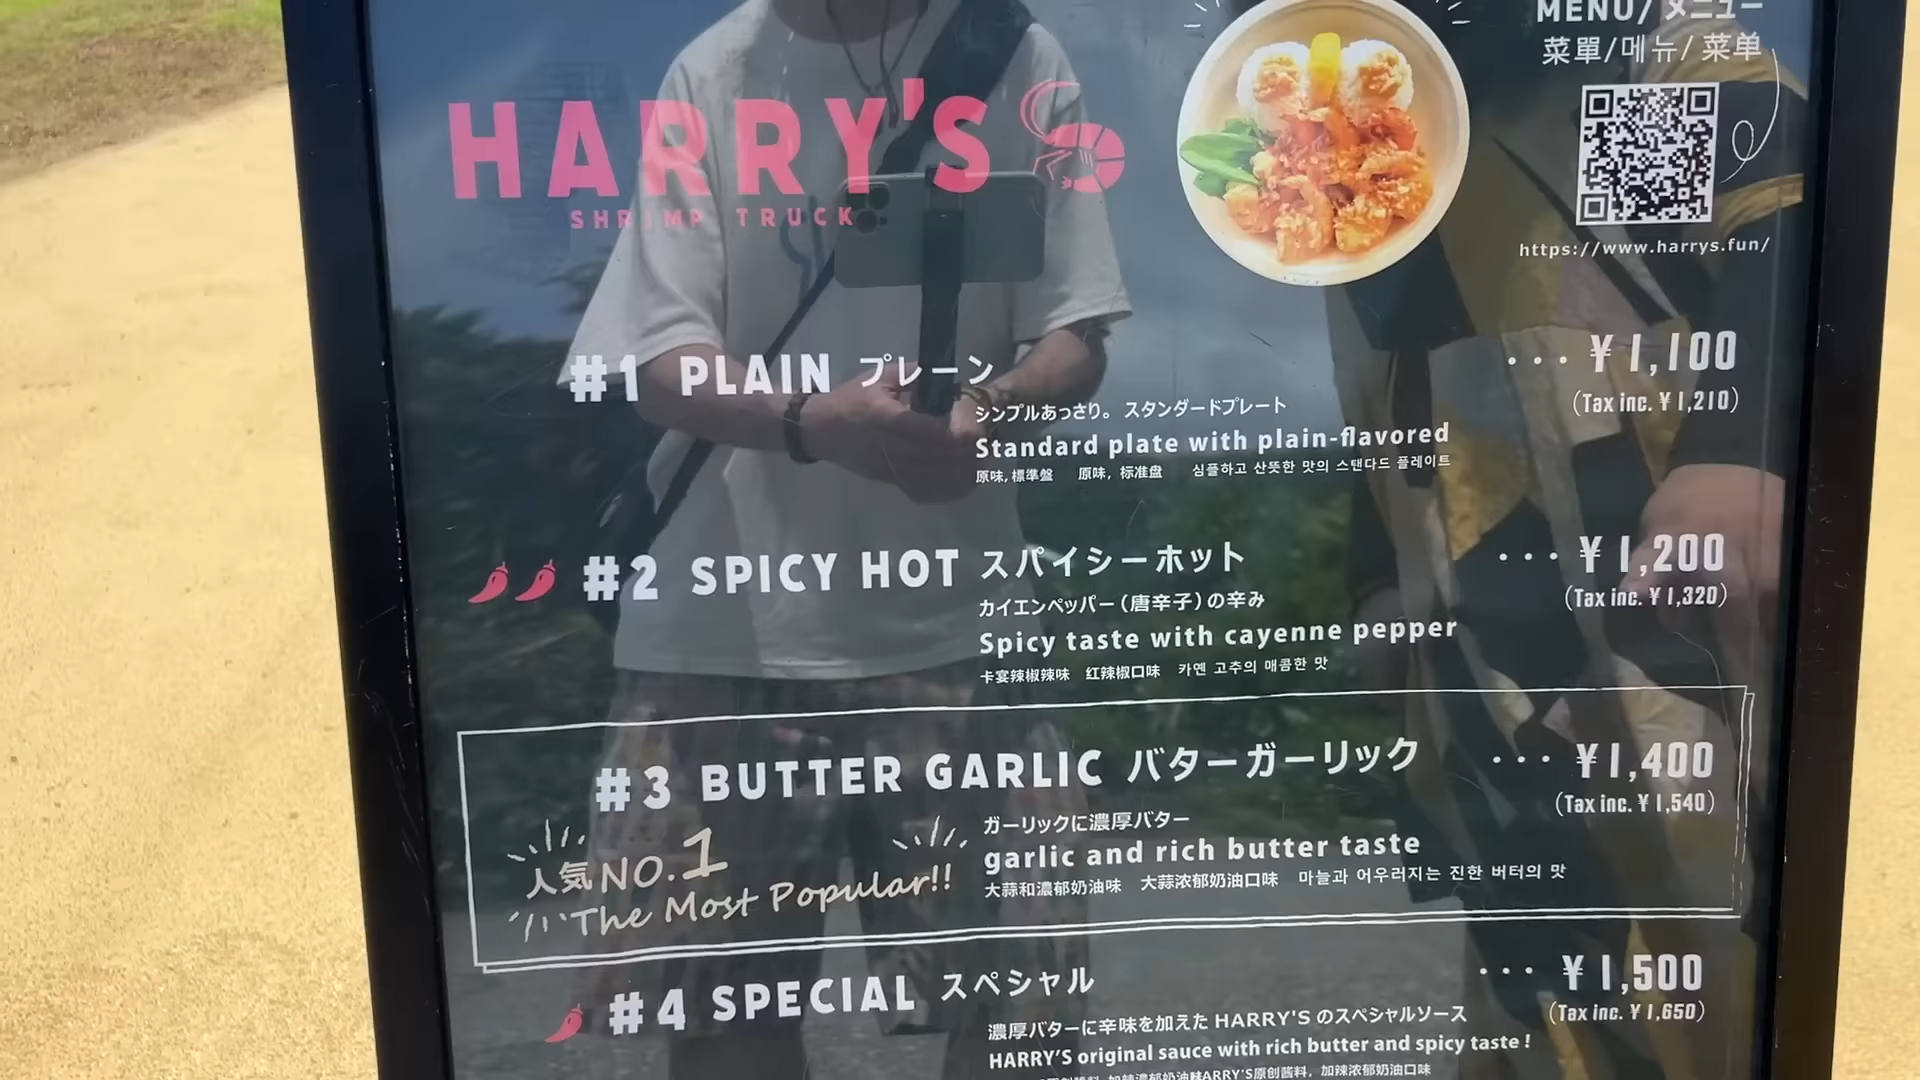 MENU/メニュー
菜單/메뉴/菜单
HARRY'S
SHRIMP TRUCK
https://www.harrys.fun/
#1 PLAIN プレーン ・・・ ¥1,100
(Tax inc. ¥1,210)
シンプルあっさり。スタンダードプレート
Standard plate with plain-flavored
原味,標準盤 原味,标准盘 심플하고 산뜻한 맛의 스탠다드 플레이트
#2 SPICY HOT スパイシーホット ・・・ ¥1,200
(Tax inc. ¥1,320)
カイエンペッパー(唐辛子)の辛み
Spicy taste with cayenne pepper
卡宴辣椒辣味 红辣椒口味 카옌 고추의 매콤한 맛
#3 BUTTER GARLIC バターガーリック ・・・ ¥1,400
(Tax inc. ¥1,540)
ガーリックに濃厚バター
garlic and rich butter taste
大蒜和濃郁奶油味 大蒜浓郁奶油口味 마늘과 어우러지는 진한 버터의 맛
人気NO.1
The Most Popular!!
#4 SPECIAL スペシャル ・・・ ¥1,500
(Tax inc. ¥1,650)
濃厚バターに辛味を加えた HARRY'S のスペシャルソース
HARRY'S original sauce with rich butter and spicy taste !
加辣濃郁奶油味 HARRY'S原创酱料，加辣浓郁奶油口味